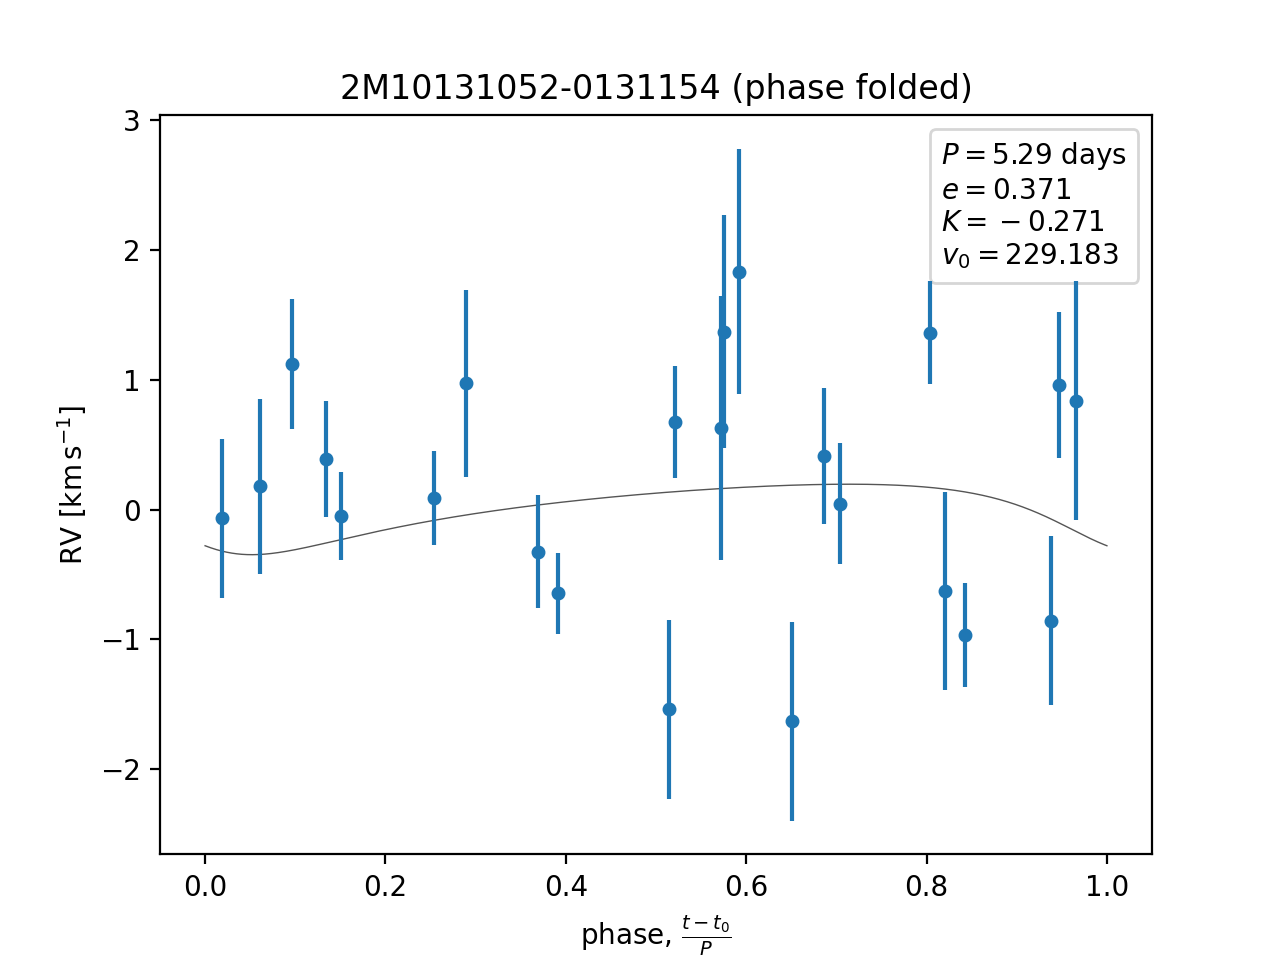 2M10131052-0131154 (phase folded)
P = 5.29 days
e = 0.371
K = −0.271
v₀ = 229.183
3
2
1
0
−1
−2
RV [km s⁻¹]
0.0 0.2 0.4 0.6 0.8 1.0
phase, (t − t₀)/P